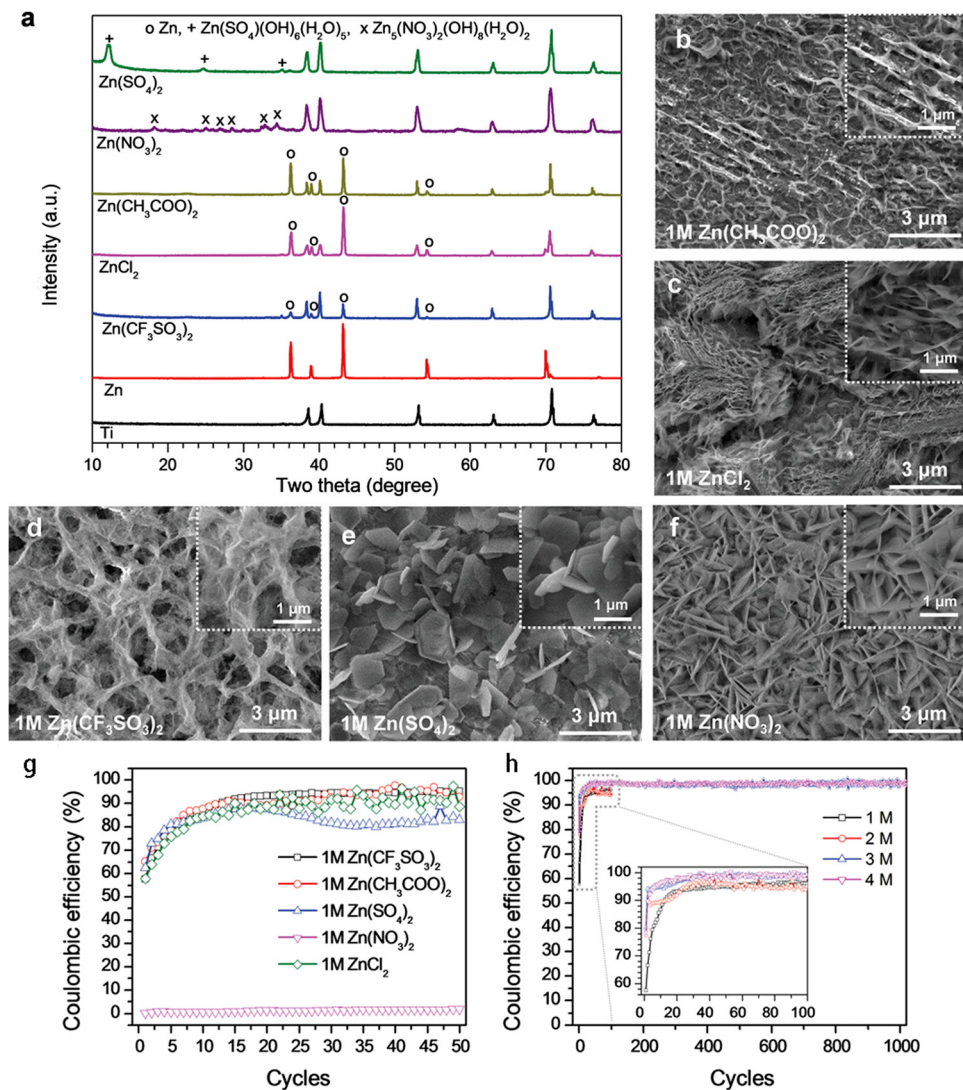 a
o Zn, + Zn(SO₄)(OH)₆(H₂O)₅, x Zn₅(NO₃)₂(OH)₈(H₂O)₂
+
+
+
Zn(SO₄)₂
x
x x x
x x
Zn(NO₃)₂
o
o
o
o
Zn(CH₃COO)₂
o
o
o
o
ZnCl₂
o
o
o
o
Zn(CF₃SO₃)₂
Zn
Ti
Intensity (a.u.)
10 20 30 40 50 60 70 80
Two theta (degree)
b
1 µm
3 µm
1M Zn(CH₃COO)₂
c
1 µm
3 µm
1M ZnCl₂
d
1 µm
3 µm
1M Zn(CF₃SO₃)₂
e
1 µm
3 µm
1M Zn(SO₄)₂
f
1 µm
3 µm
1M Zn(NO₃)₂
g
Coulombic efficiency (%)
100
90
80
70
60
50
40
30
20
10
0
1M Zn(CF₃SO₃)₂
1M Zn(CH₃COO)₂
1M Zn(SO₄)₂
1M Zn(NO₃)₂
1M ZnCl₂
0 5 10 15 20 25 30 35 40 45 50
Cycles
h
Coulombic efficiency (%)
100
90
80
70
60
50
40
30
20
10
0
1 M
2 M
3 M
4 M
100
90
80
70
60
0 20 40 60 80 100
0 200 400 600 800 1000
Cycles